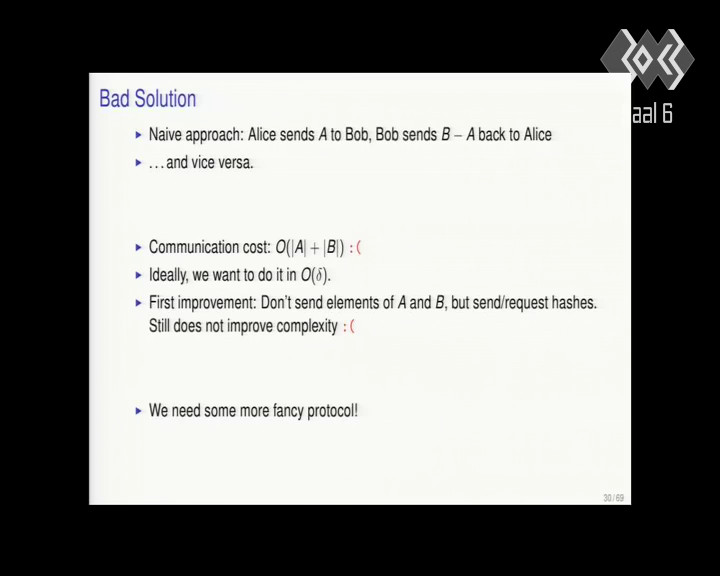 aal 6
Bad Solution
▸ Naive approach: Alice sends A to Bob, Bob sends B − A back to Alice
▸ . . . and vice versa.
▸ Communication cost: O(|A| + |B|) :(
▸ Ideally, we want to do it in O(δ).
▸ First improvement: Don't send elements of A and B, but send/request hashes.
Still does not improve complexity :(
▸ We need some more fancy protocol!
30 / 69